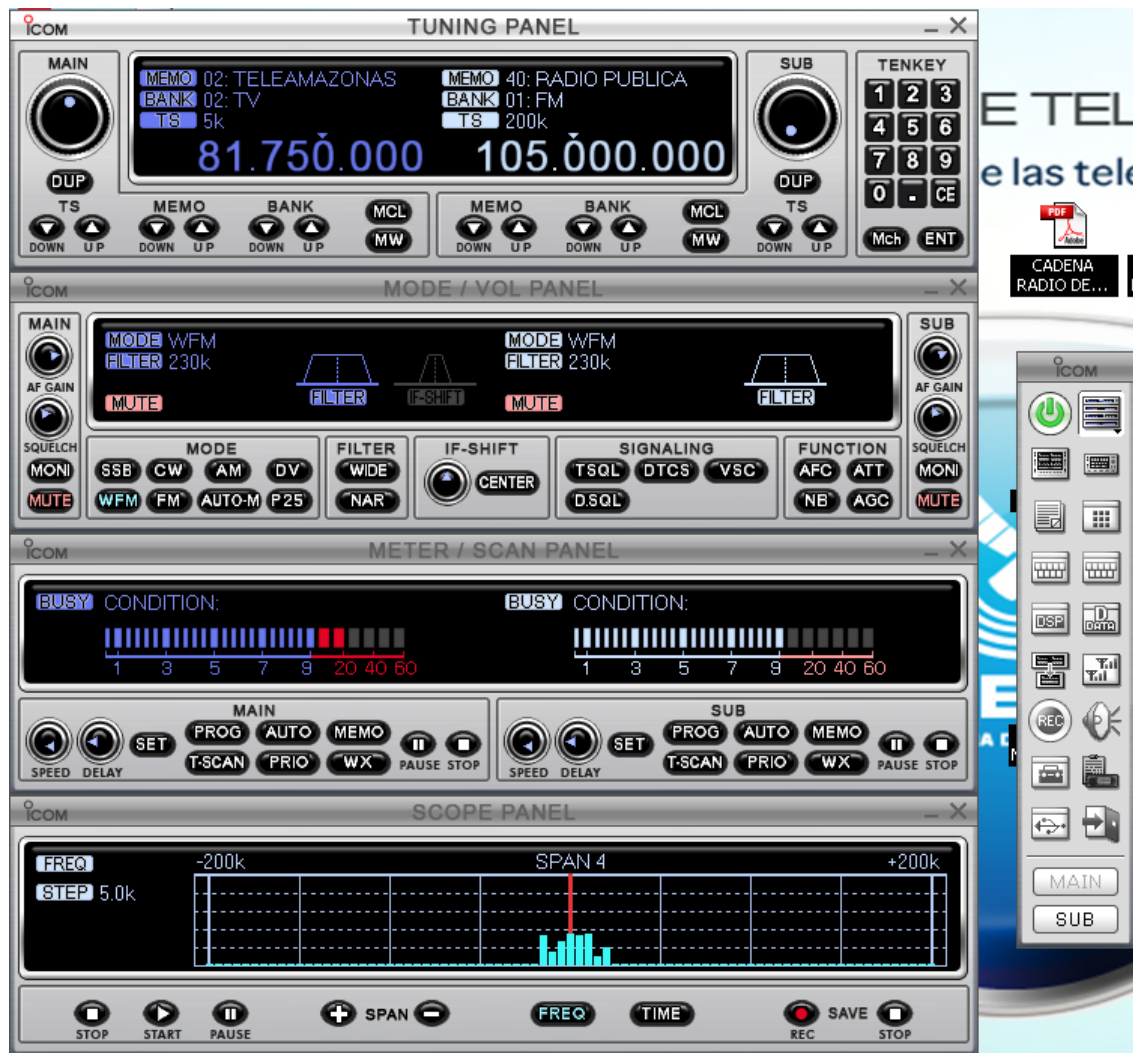 ICOM TUNING PANEL
MAIN
MEMO 02: TELEAMAZONAS MEMO 40: RADIO PUBLICA
BANK 02: TV BANK 01: FM
TS 5k TS 200k
81.750.000 105.000.000
SUB
TENKEY
1 2 3
4 5 6
7 8 9
0 . CE
Mch ENT
DUP DUP
TS MEMO BANK MCL MEMO BANK MCL TS
DOWN UP DOWN UP DOWN UP MW DOWN UP DOWN UP MW DOWN UP
E TEL
e las tele
PDF
Adobe
CADENA
RADIO DE...
ICOM MODE / VOL PANEL
MAIN SUB
MODE WFM MODE WFM
FILTER 230k FILTER 230k
FILTER IF-SHIFT FILTER
MUTE MUTE
AF GAIN AF GAIN
SQUELCH MODE FILTER IF-SHIFT SIGNALING FUNCTION SQUELCH
MONI SSB CW AM DV WIDE CENTER TSQL DTCS VSC AFC ATT MONI
MUTE WFM FM AUTO-M P25 NAR D.SQL NB AGC MUTE
ICOM METER / SCAN PANEL
BUSY CONDITION: BUSY CONDITION:
1 3 5 7 9 20 40 60 1 3 5 7 9 20 40 60
MAIN SUB
SET PROG AUTO MEMO SET PROG AUTO MEMO
SPEED DELAY T-SCAN PRIO WX PAUSE STOP SPEED DELAY T-SCAN PRIO WX PAUSE STOP
ICOM SCOPE PANEL
FREQ -200k SPAN 4 +200k
STEP 5.0k
STOP START PAUSE SPAN FREQ TIME REC SAVE STOP
ICOM
DSP D DATA
REC
MAIN
SUB